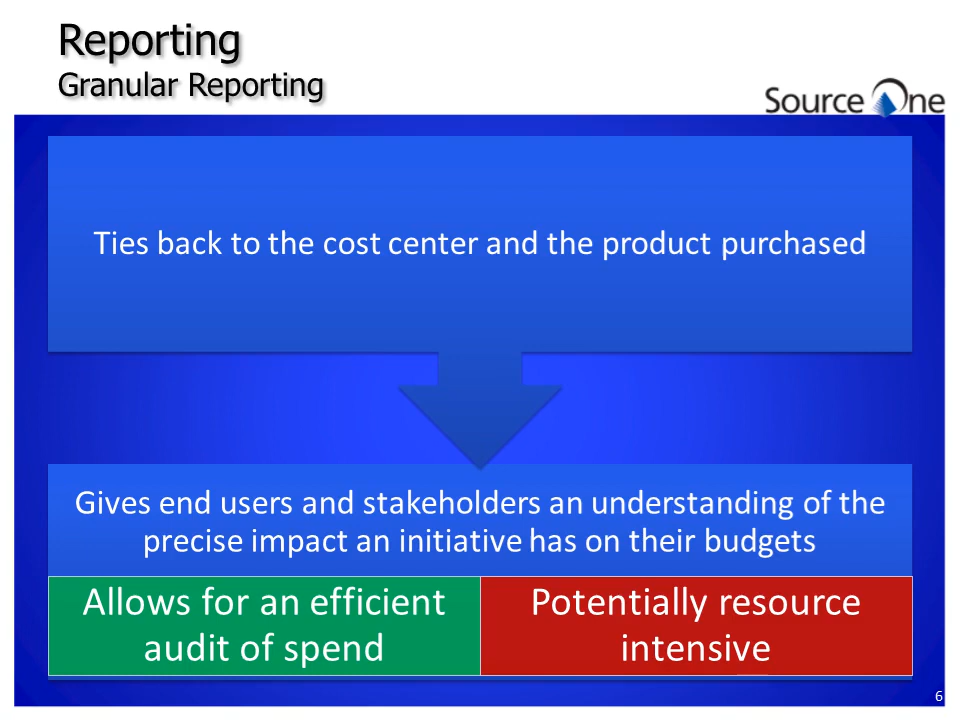 Reporting
Granular Reporting
Source One
Ties back to the cost center and the product purchased
Gives end users and stakeholders an understanding of the
precise impact an initiative has on their budgets
Allows for an efficient
audit of spend
Potentially resource
intensive
6